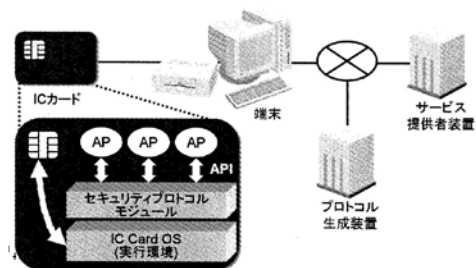 ICカード
端末
サービス
提供者装置
AP
AP
AP
API
セキュリティプロトコル
モジュール
プロトコル
生成装置
IC Card OS
(実行環境)